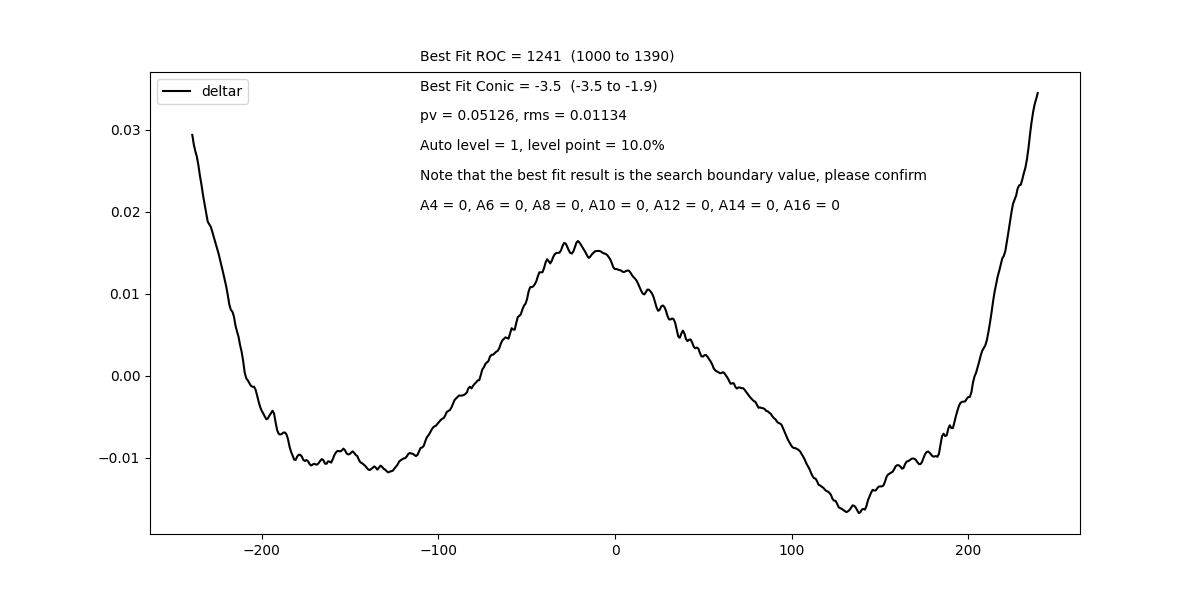 Best Fit ROC = 1241  (1000 to 1390)
deltar
Best Fit Conic = -3.5  (-3.5 to -1.9)
pv = 0.05126, rms = 0.01134
Auto level = 1, level point = 10.0%
Note that the best fit result is the search boundary value, please confirm
A4 = 0, A6 = 0, A8 = 0, A10 = 0, A12 = 0, A14 = 0, A16 = 0
0.03
0.02
0.01
0.00
−0.01
−200 −100 0 100 200